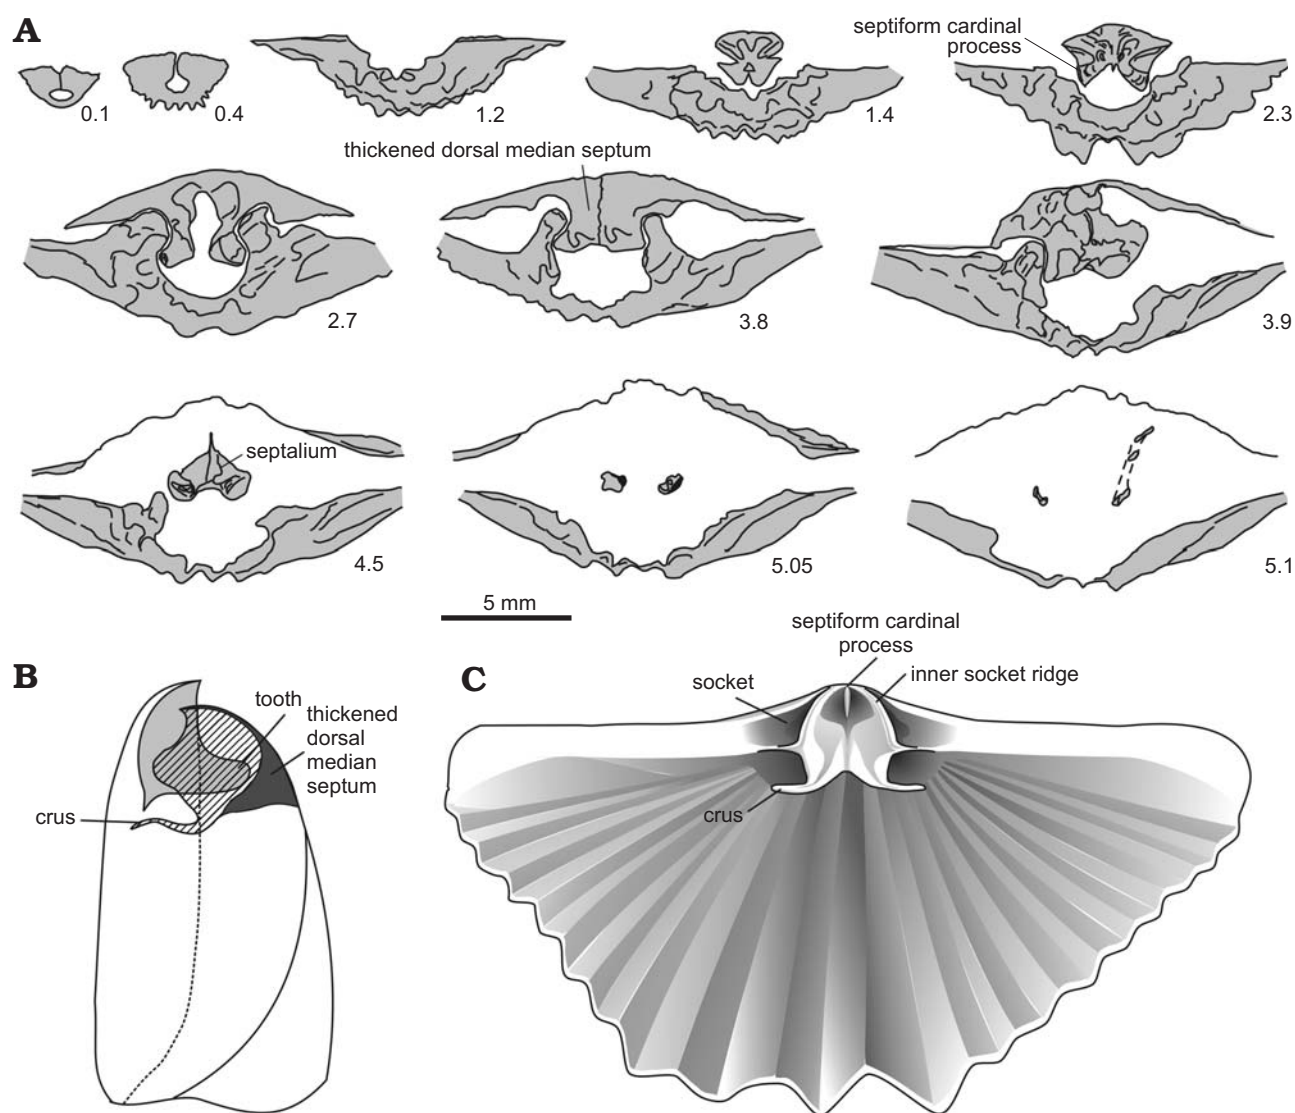 A
septiform cardinal
process
0.1
0.4
1.2
1.4
2.3
thickened dorsal median septum
2.7
3.8
3.9
septalium
4.5
5.05
5.1
5 mm
B
tooth
thickened
dorsal
median
septum
crus
C
septiform cardinal
process
socket
inner socket ridge
crus